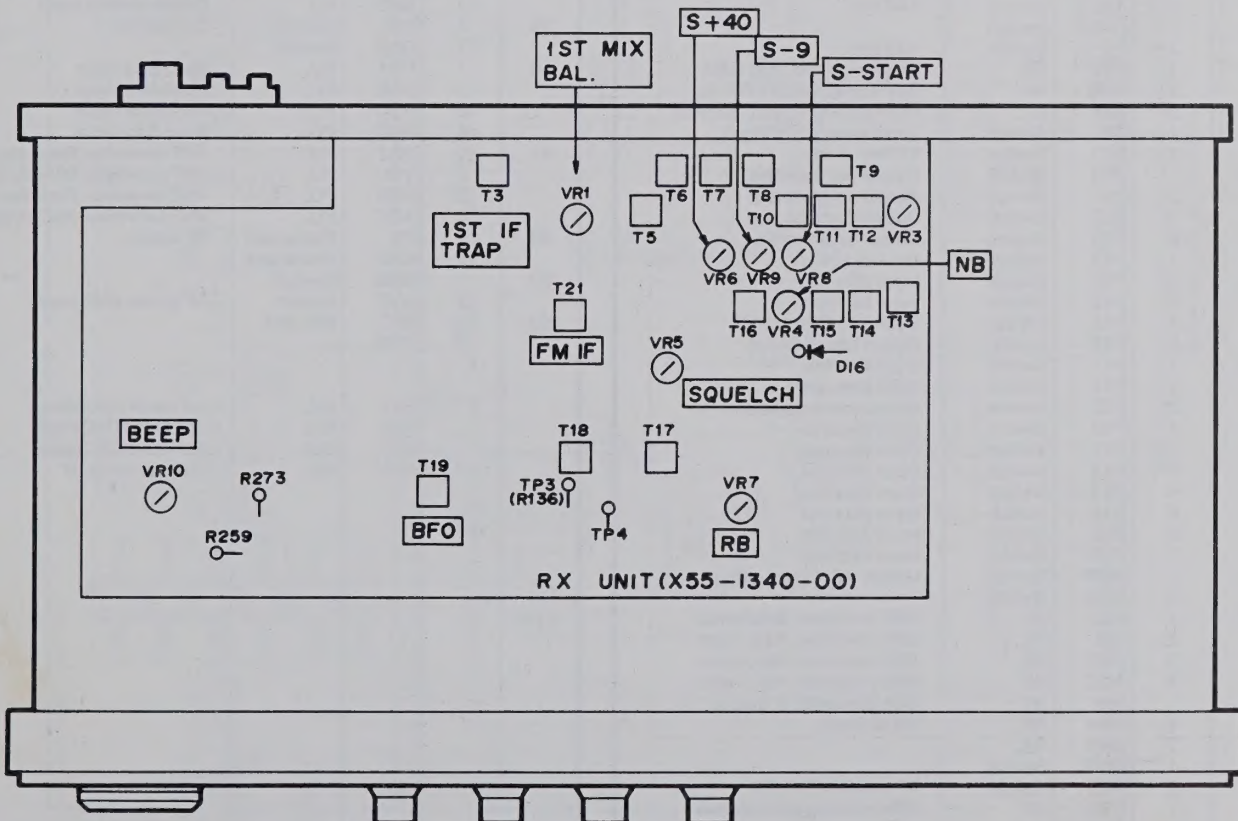 S+40
1ST MIX
BAL.
S-9
S-START
T3
VR1
T6
T7
T8
T9
1ST IF
TRAP
T5
T10
T11
T12
VR3
VR6
VR9
VR8
NB
T21
FM IF
T16
VR4
T15
T14
T13
VR5
D16
SQUELCH
BEEP
VR10
R273
T19
T18
T17
TP3
(R136)
VR7
R259
BFO
TP4
RB
RX UNIT (X55-1340-00)